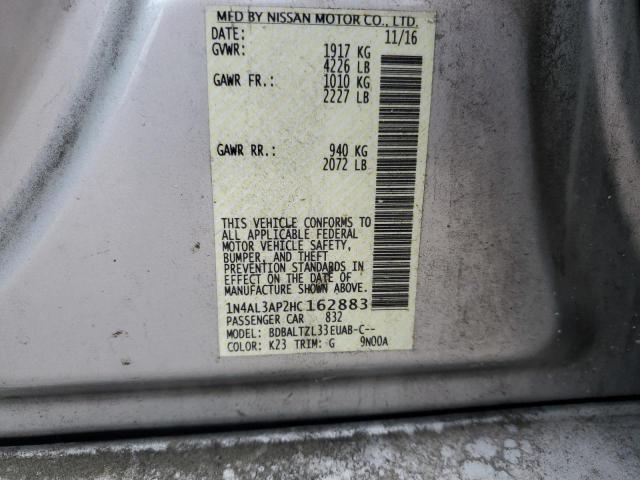 MFD BY NISSAN MOTOR CO., LTD.
DATE: 11/16
GVWR: 1917 KG
4226 LB
GAWR FR.: 1010 KG
2227 LB
GAWR RR.: 940 KG
2072 LB
THIS VEHICLE CONFORMS TO
ALL APPLICABLE FEDERAL
MOTOR VEHICLE SAFETY,
BUMPER, AND THEFT
PREVENTION STANDARDS IN
EFFECT ON THE DATE OF
MANUFACTURE SHOWN ABOVE.
1N4AL3AP2HC162883
PASSENGER CAR 832
MODEL: BDBALTZL33EUAB-C--
COLOR: K23 TRIM: G 9N00A